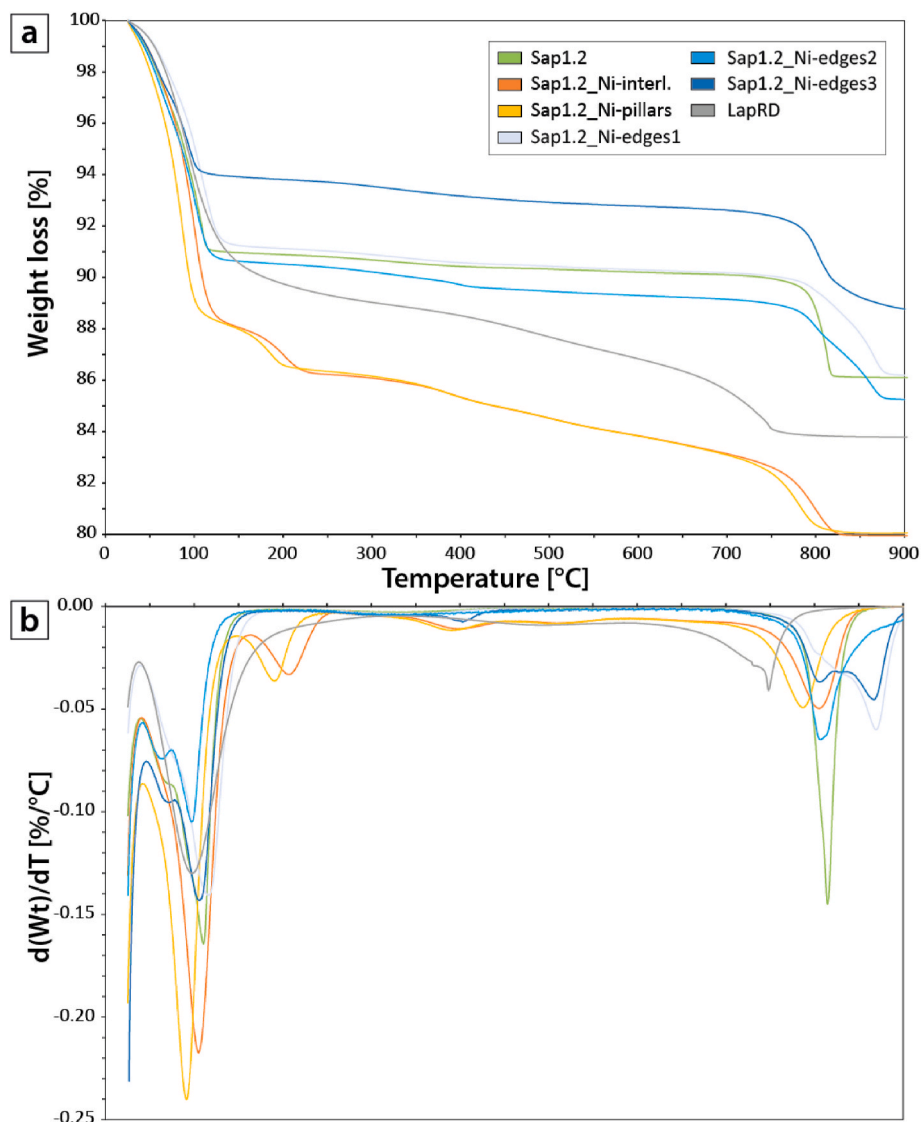 a
100
98
96
94
92
90
88
86
84
82
80
Weight loss [%]
Sap1.2
Sap1.2_Ni-interl.
Sap1.2_Ni-pillars
Sap1.2_Ni-edges1
Sap1.2_Ni-edges2
Sap1.2_Ni-edges3
LapRD
0 100 200 300 400 500 600 700 800 900
Temperature [°C]
b
0.00
-0.05
-0.10
-0.15
-0.20
-0.25
d(Wt)/dT [%/°C]